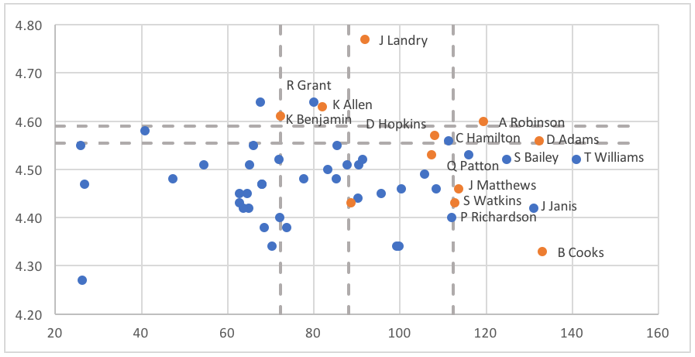 4.80
J Landry
4.70
R Grant
K Allen
4.60
K Benjamin
D Hopkins
A Robinson
C Hamilton
D Adams
4.50
Q Patton
S Bailey
T Williams
J Matthews
4.40
S Watkins
J Janis
P Richardson
4.30
B Cooks
4.20
20
40
60
80
100
120
140
160